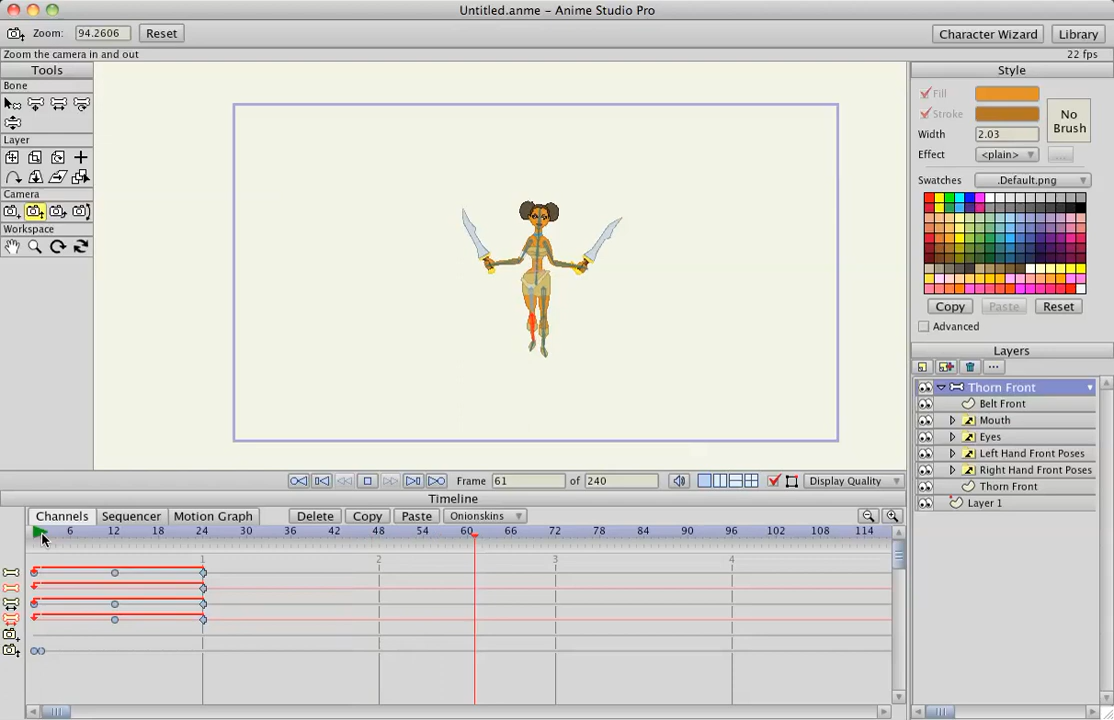 Untitled.anme – Anime Studio Pro
Zoom: 94.2606 Reset
Character Wizard Library
Zoom the camera in and out
22 fps
Tools
Bone
Layer
Camera
Workspace
Style
Fill
Stroke
No Brush
Width 2.03
Effect <plain> ...
Swatches .Default.png
Copy Paste Reset
Advanced
Layers
Thorn Front
Belt Front
Mouth
Eyes
Left Hand Front Poses
Right Hand Front Poses
Thorn Front
Layer 1
Frame 61 of 240 Display Quality
Timeline
Channels Sequencer Motion Graph Delete Copy Paste Onionskins
6 12 18 24 30 36 42 48 54 60 66 72 78 84 90 96 102 108 114
1 2 3 4